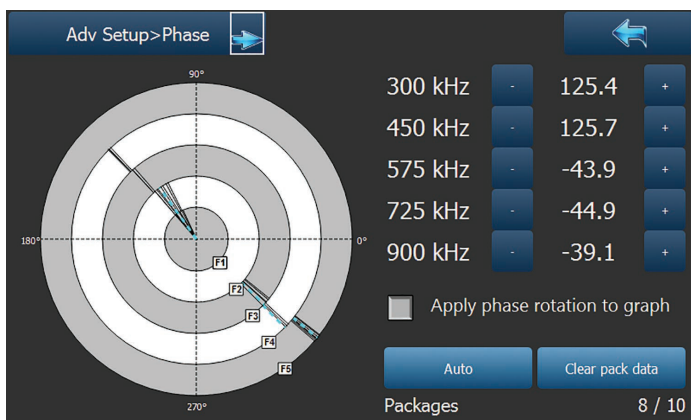 Adv Setup>Phase
90°
180°
0°
270°
F1
F2
F3
F4
F5
300 kHz - 125.4 +
450 kHz - 125.7 +
575 kHz - -43.9 +
725 kHz - -44.9 +
900 kHz - -39.1 +
Apply phase rotation to graph
Auto Clear pack data
Packages 8 / 10